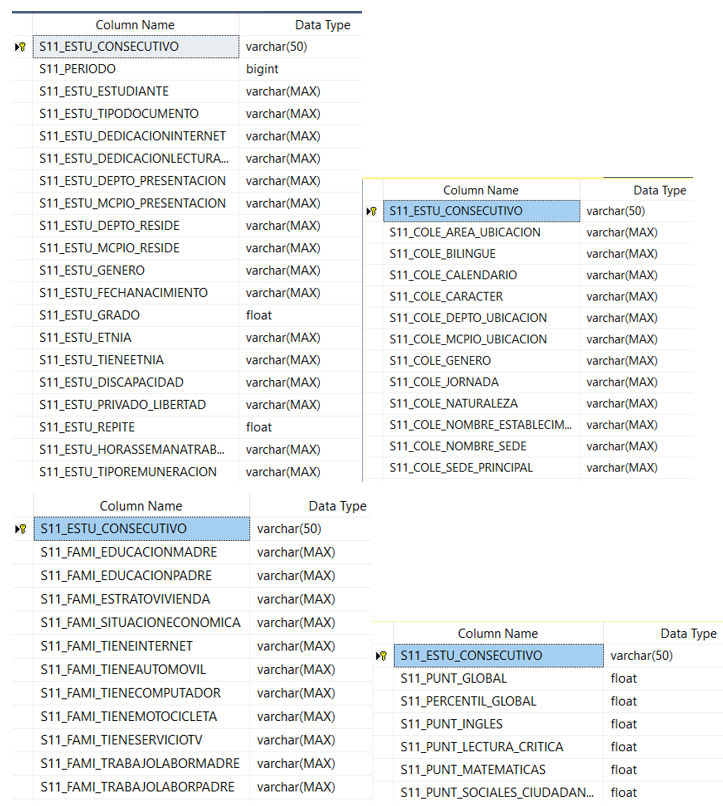 Column Name Data Type
S11_ESTU_CONSECUTIVO varchar(50)
S11_PERIODO bigint
S11_ESTU_ESTUDIANTE varchar(MAX)
S11_ESTU_TIPODOCUMENTO varchar(MAX)
S11_ESTU_DEDICACIONINTERNET varchar(MAX)
S11_ESTU_DEDICACIONLECTURA... varchar(MAX)
S11_ESTU_DEPTO_PRESENTACION varchar(MAX)
S11_ESTU_MCPIO_PRESENTACION varchar(MAX)
S11_ESTU_DEPTO_RESIDE varchar(MAX)
S11_ESTU_MCPIO_RESIDE varchar(MAX)
S11_ESTU_GENERO varchar(MAX)
S11_ESTU_FECHANACIMIENTO varchar(MAX)
S11_ESTU_GRADO float
S11_ESTU_ETNIA varchar(MAX)
S11_ESTU_TIENEETNIA varchar(MAX)
S11_ESTU_DISCAPACIDAD varchar(MAX)
S11_ESTU_PRIVADO_LIBERTAD varchar(MAX)
S11_ESTU_REPITE float
S11_ESTU_HORASSEMANATRAB... varchar(MAX)
S11_ESTU_TIPOREMUNERACION varchar(MAX)
Column Name Data Type
S11_ESTU_CONSECUTIVO varchar(50)
S11_COLE_AREA_UBICACION varchar(MAX)
S11_COLE_BILINGUE varchar(MAX)
S11_COLE_CALENDARIO varchar(MAX)
S11_COLE_CARACTER varchar(MAX)
S11_COLE_DEPTO_UBICACION varchar(MAX)
S11_COLE_MCPIO_UBICACION varchar(MAX)
S11_COLE_GENERO varchar(MAX)
S11_COLE_JORNADA varchar(MAX)
S11_COLE_NATURALEZA varchar(MAX)
S11_COLE_NOMBRE_ESTABLECIM... varchar(MAX)
S11_COLE_NOMBRE_SEDE varchar(MAX)
S11_COLE_SEDE_PRINCIPAL varchar(MAX)
Column Name Data Type
S11_ESTU_CONSECUTIVO varchar(50)
S11_FAMI_EDUCACIONMADRE varchar(MAX)
S11_FAMI_EDUCACIONPADRE varchar(MAX)
S11_FAMI_ESTRATOVIVIENDA varchar(MAX)
S11_FAMI_SITUACIONECONOMICA varchar(MAX)
S11_FAMI_TIENEINTERNET varchar(MAX)
S11_FAMI_TIENEAUTOMOVIL varchar(MAX)
S11_FAMI_TIENECOMPUTADOR varchar(MAX)
S11_FAMI_TIENEMOTOCICLETA varchar(MAX)
S11_FAMI_TIENESERVICIOTV varchar(MAX)
S11_FAMI_TRABAJOLABORMADRE varchar(MAX)
S11_FAMI_TRABAJOLABORPADRE varchar(MAX)
Column Name Data Type
S11_ESTU_CONSECUTIVO varchar(50)
S11_PUNT_GLOBAL float
S11_PERCENTIL_GLOBAL float
S11_PUNT_INGLES float
S11_PUNT_LECTURA_CRITICA float
S11_PUNT_MATEMATICAS float
S11_PUNT_SOCIALES_CIUDADAN... float